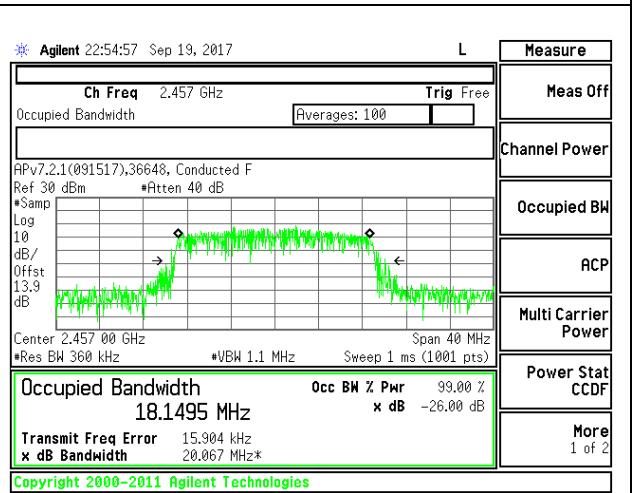 Agilent 22:54:57 Sep 19, 2017 L
Measure
Ch Freq 2.457 GHz Trig Free
Occupied Bandwidth Averages: 100
Meas Off
Channel Power
APv7.2.1(091517),36648, Conducted F
Ref 30 dBm #Atten 40 dB
#Samp
Log
10
dB/
Offst
13.9
dB
Occupied BW
ACP
Multi Carrier
Power
Center 2.457 00 GHz Span 40 MHz
#Res BW 360 kHz #VBW 1.1 MHz Sweep 1 ms (1001 pts)
Power Stat
CCDF
Occupied Bandwidth Occ BW % Pwr 99.00 %
18.1495 MHz x dB -26.00 dB
Transmit Freq Error 15.904 kHz
x dB Bandwidth 20.067 MHz*
More
1 of 2
Copyright 2000-2011 Agilent Technologies